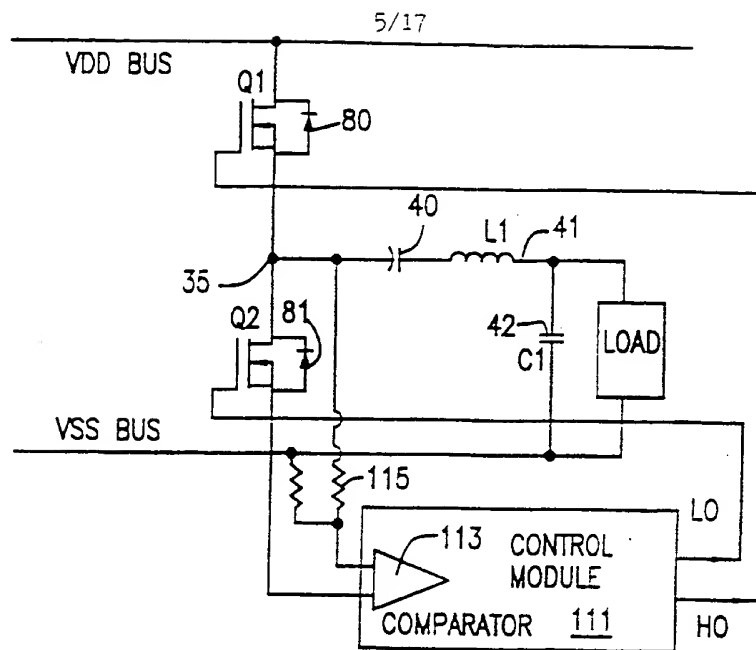 5/17
VDD BUS
Q1
80
40
L1
41
35
Q2
81
42
C1
LOAD
VSS BUS
115
LO
113
CONTROL
MODULE
COMPARATOR
111
HO